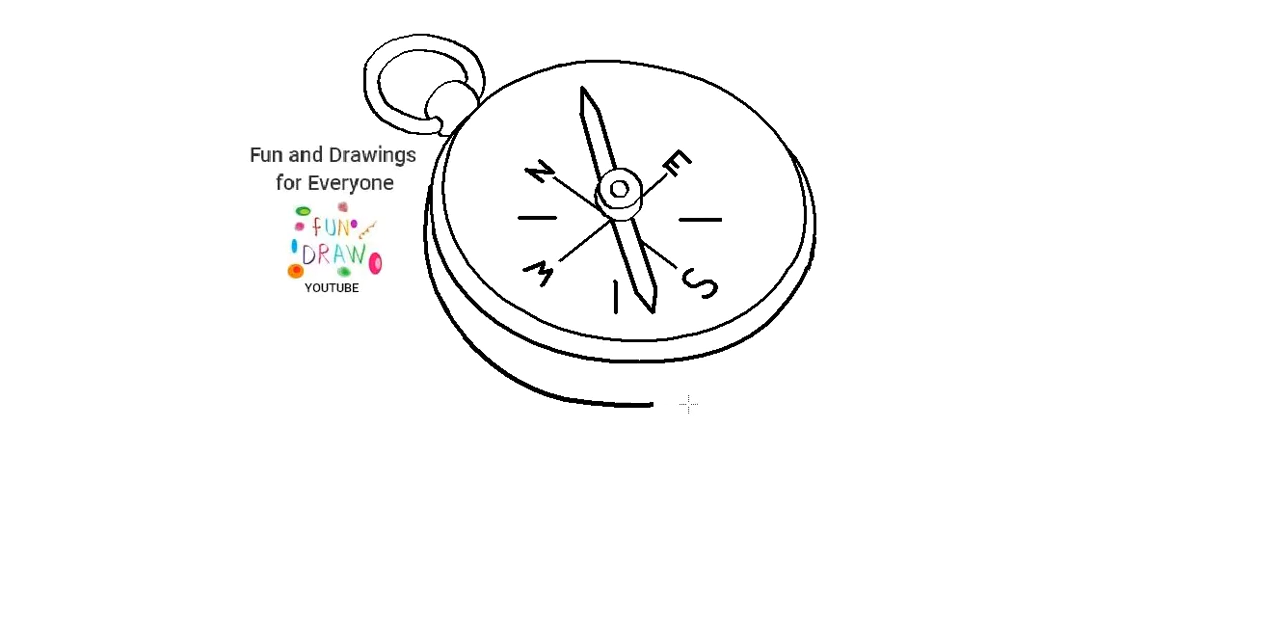 Fun and Drawings
for Everyone
FUN
DRAW
YOUTUBE
N
E
W
S